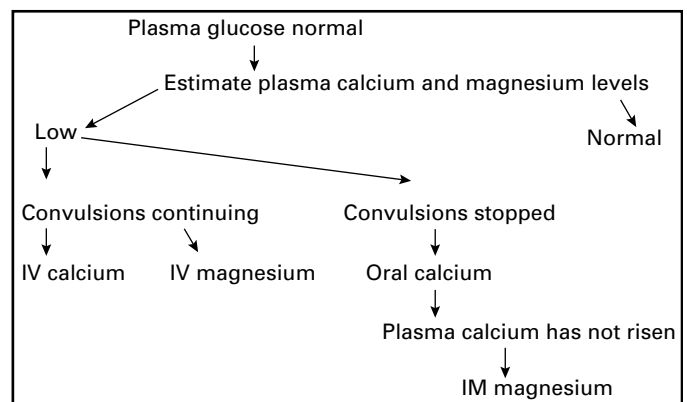 Plasma glucose normal
Estimate plasma calcium and magnesium levels
Low
Normal
Convulsions continuing
Convulsions stopped
IV calcium
IV magnesium
Oral calcium
Plasma calcium has not risen
IM magnesium